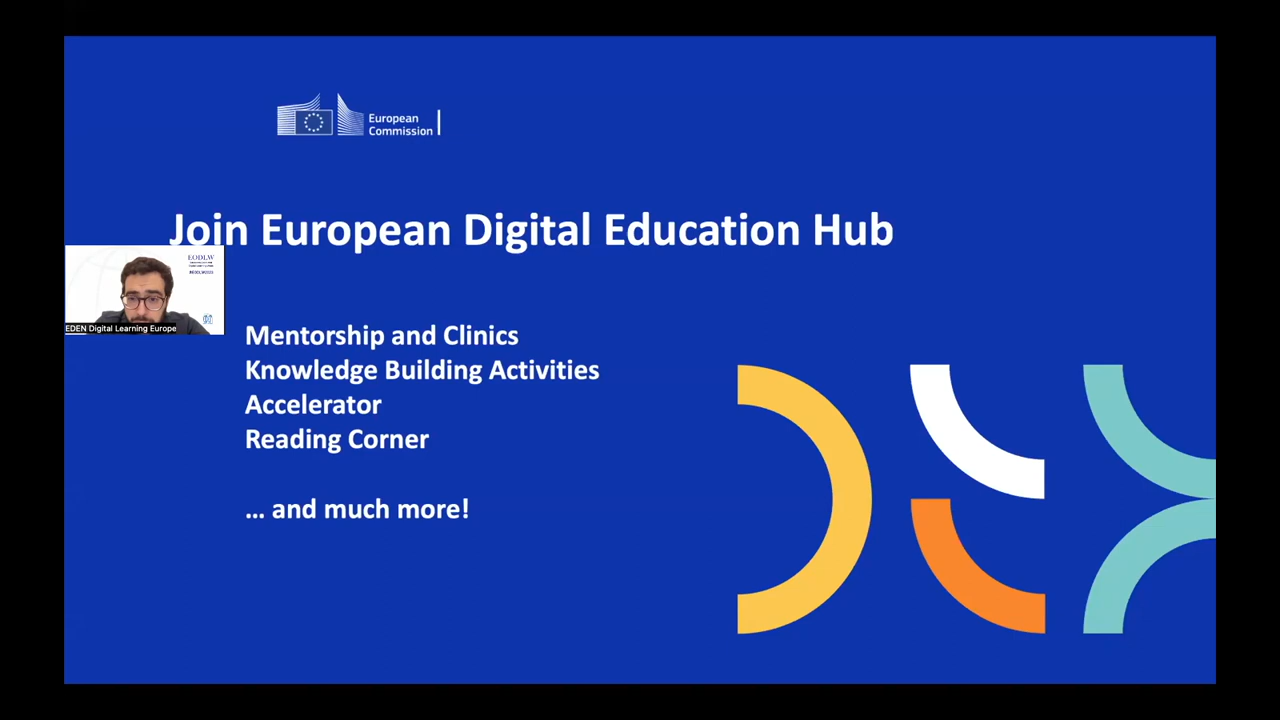 European
Commission
Join European Digital Education Hub
EODLW
EDEN Digital Learning Europe
Mentorship and Clinics
Knowledge Building Activities
Accelerator
Reading Corner
... and much more!